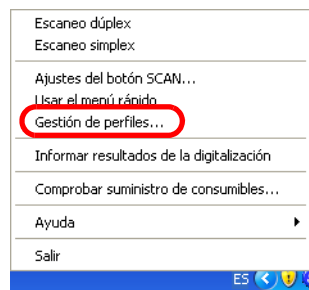 Escaneo dúplex
Escaneo simplex
Ajustes del botón SCAN...
Usar el menú rápido
Gestión de perfiles...
Informar resultados de la digitalización
Comprobar suministro de consumibles...
Ayuda
Salir
ES